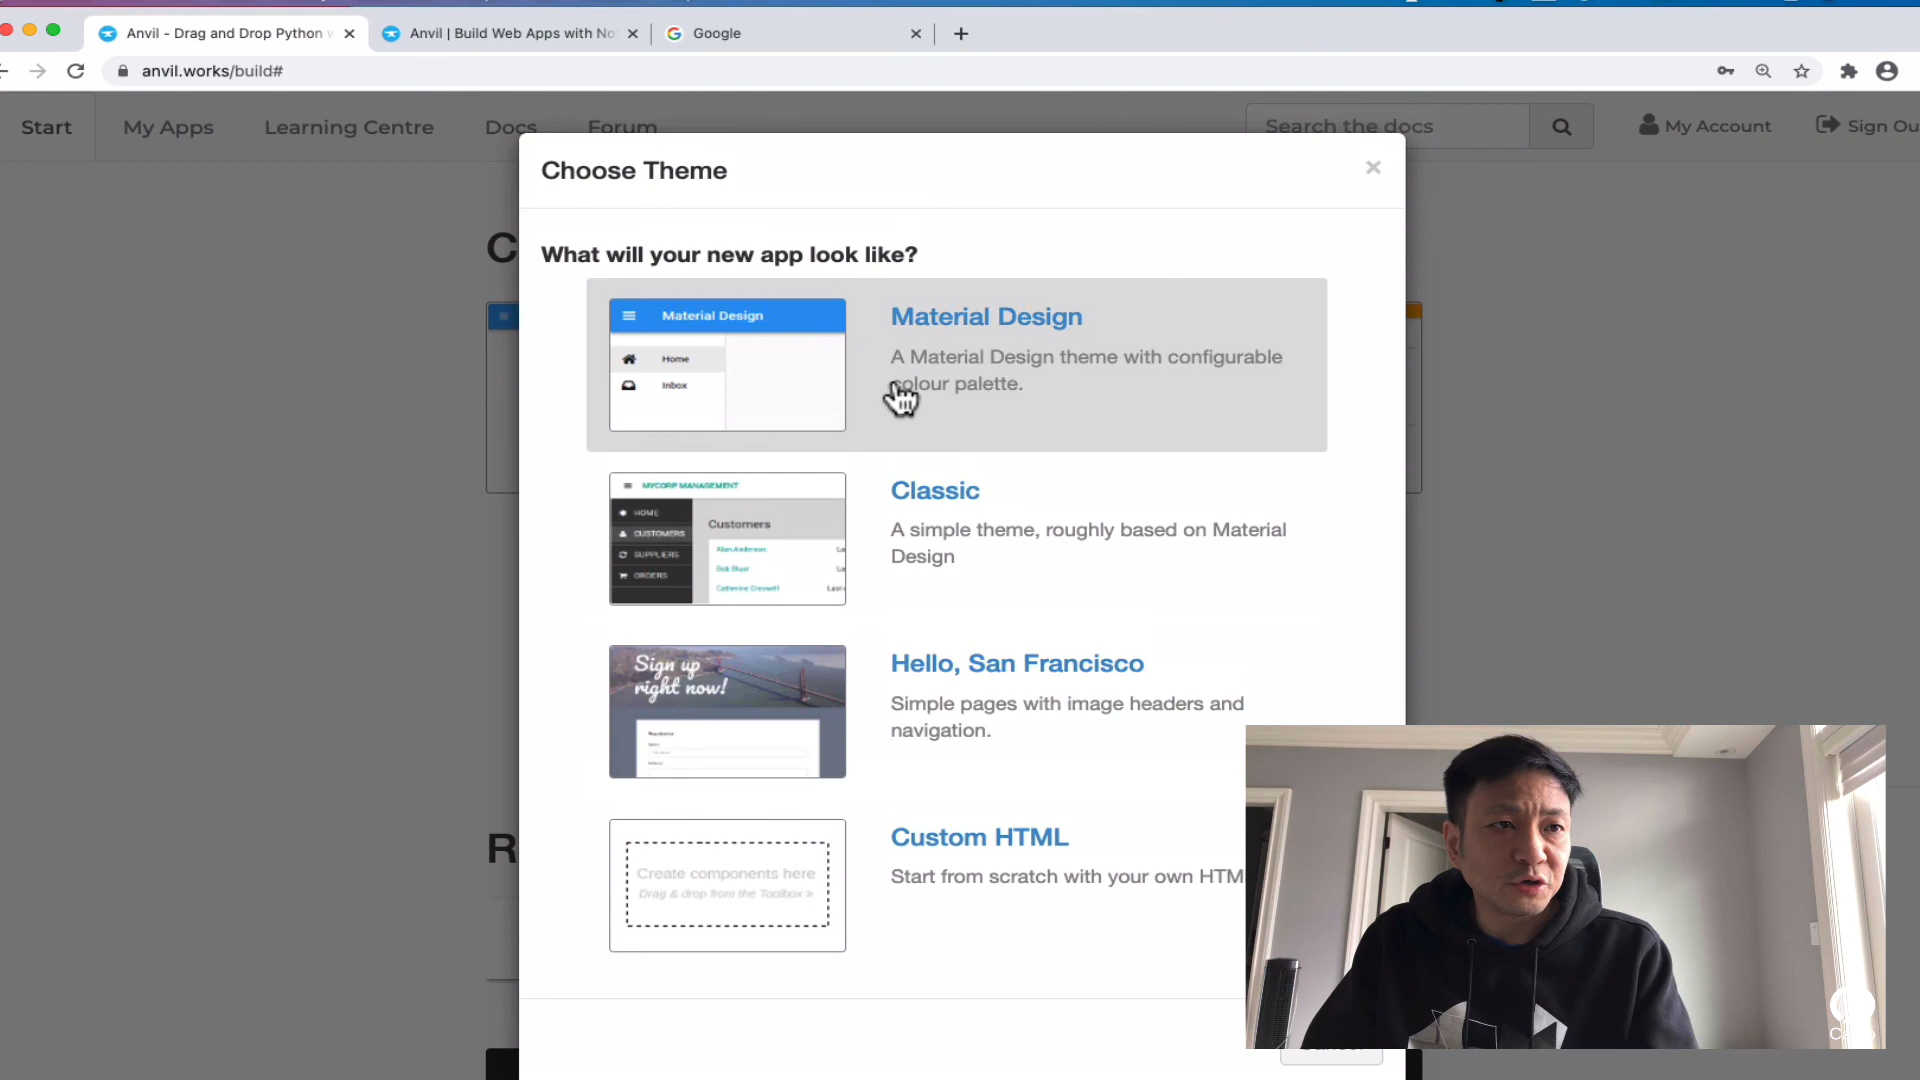 Anvil - Drag and Drop Python w
Anvil | Build Web Apps with No
Google
anvil.works/build#
Start
My Apps
Learning Centre
Docs
Forum
Search the docs
My Account
Sign Ou
C
Choose Theme
What will your new app look like?
Material Design
Home
Inbox
Material Design
A Material Design theme with configurable
colour palette.
MYCORP MANAGEMENT
HOME
CUSTOMERS
SUPPLIERS
ORDERS
Customers
Alan Anderson
Classic
A simple theme, roughly based on Material
Design
Sign up
right now!
Hello, San Francisco
Simple pages with image headers and
navigation.
R
Create components here
Drag & drop from the Toolbox »
Custom HTML
Start from scratch with your own HTM